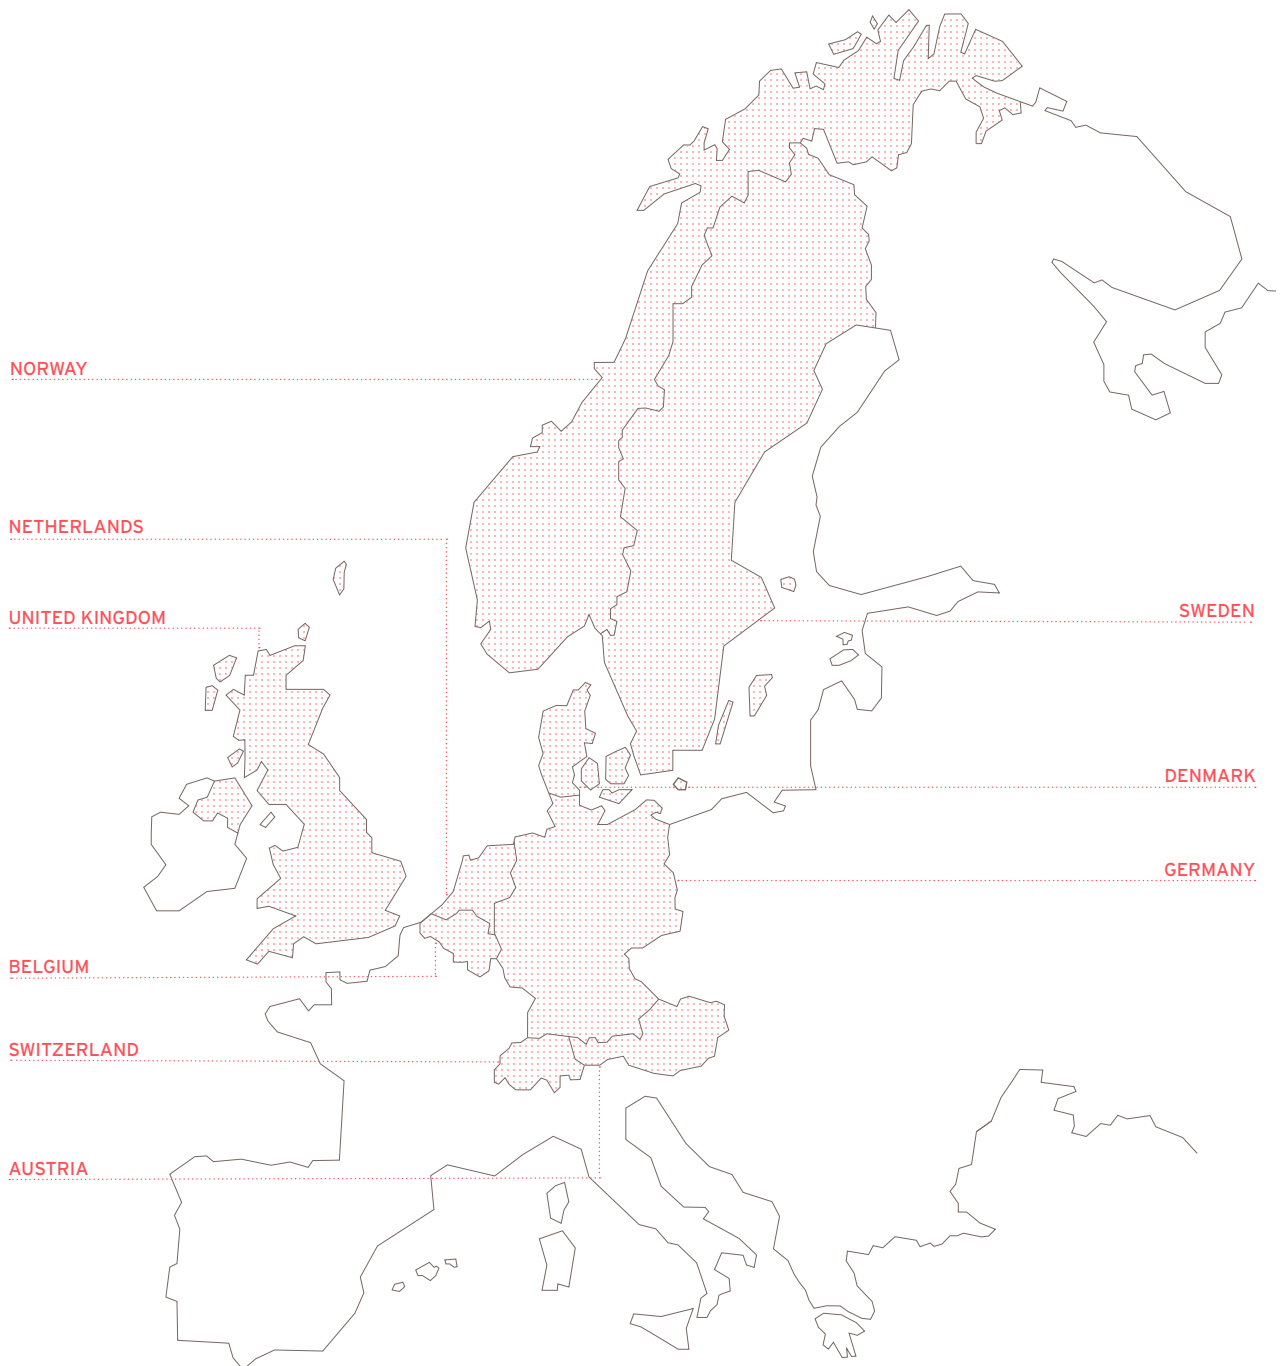 NORWAY
NETHERLANDS
UNITED KINGDOM
SWEDEN
DENMARK
GERMANY
BELGIUM
SWITZERLAND
AUSTRIA